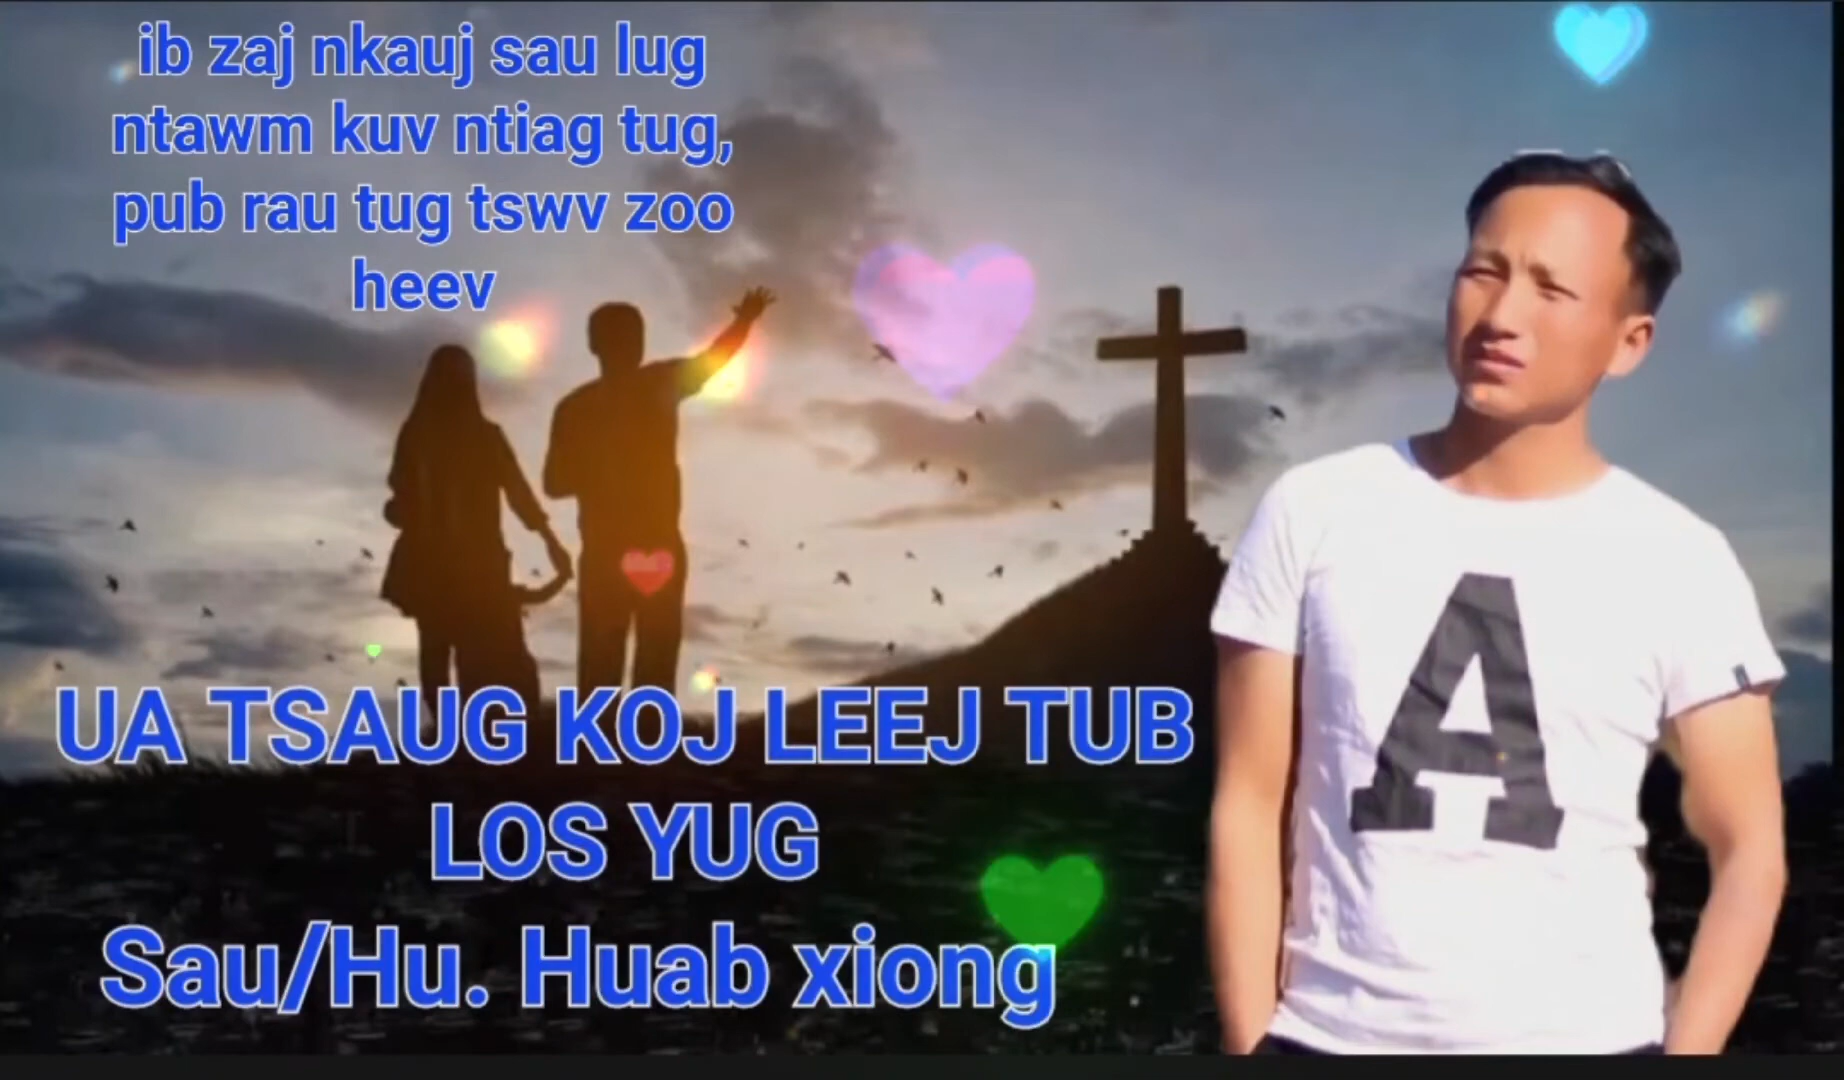 ib zaj nkauj sau lug
ntawm kuv ntiag tug,
pub rau tug tswv zoo
heev
A
UA TSAUG KOJ LEEJ TUB
LOS YUG
Sau/Hu. Huab xiong